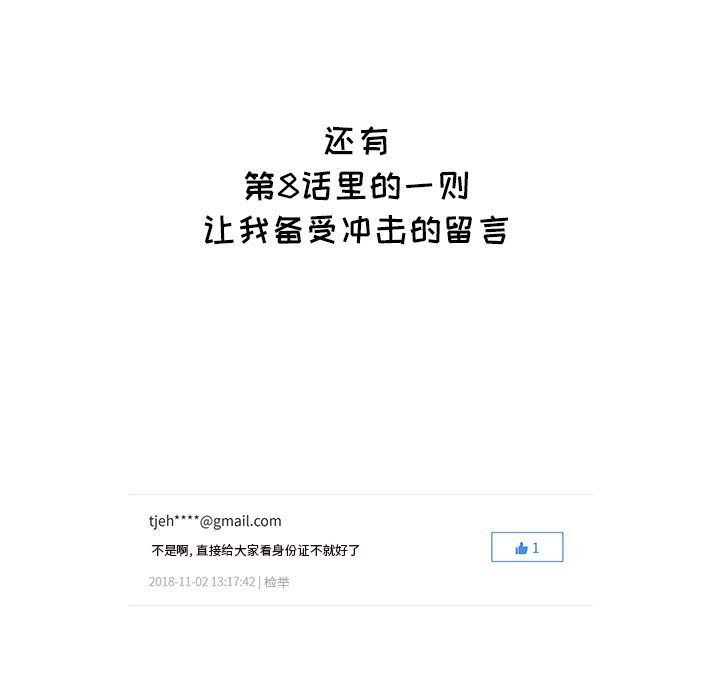 还有
第8话里的一则
让我备受冲击的留言
tjeh****@gmail.com
不是啊, 直接给大家看身份证不就好了
1
2018-11-02 13:17:42 | 检举